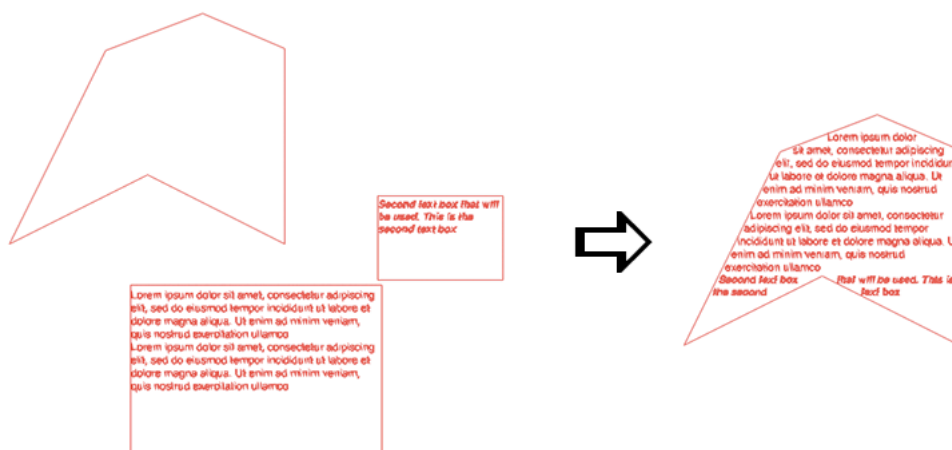 Second text box that will
be used. This is the
second text box
Lorem ipsum dolor sit amet, consectetur adipiscing
elit, sed do eiusmod tempor incididunt ut labore et
dolore magna aliqua. Ut enim ad minim veniam,
quis nostrud exercitation ullamco
Lorem ipsum dolor sit amet, consectetur adipiscing
elit, sed do eiusmod tempor incididunt ut labore et
dolore magna aliqua. Ut enim ad minim veniam,
quis nostrud exercitation ullamco
Lorem ipsum dolor
sit amet, consectetur adipiscing
elit, sed do eiusmod tempor incididun
ut labore et dolore magna aliqua. Ut
enim ad minim veniam, quis nostrud
exercitation ullamco
Lorem ipsum dolor sit amet, consectetur
adipiscing elit, sed do eiusmod tempor
incididunt ut labore et dolore magna aliqua. U
enim ad minim veniam, quis nostrud
exercitation ullamco
Second text box that will be used. This is
the second text box